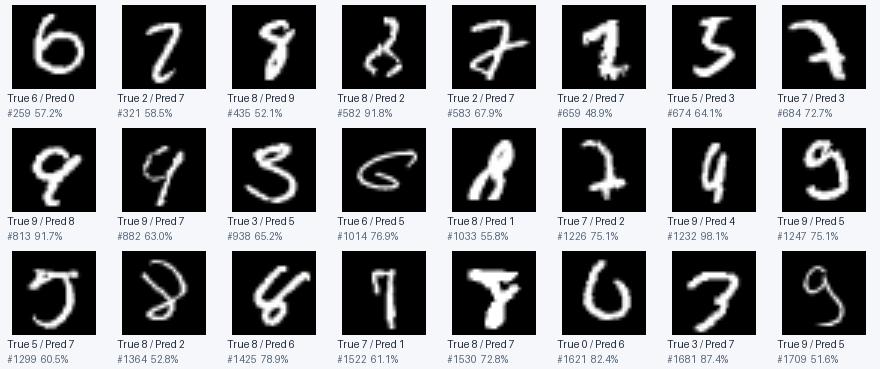 True 6 / Pred 0 True 2 / Pred 7 True 8 / Pred 9 True 8 / Pred 2 True 2 / Pred 7 True 2 / Pred 7 True 5 / Pred 3 True 7 / Pred 3
#259 57.2% #321 58.5% #435 52.1% #582 91.8% #583 67.9% #659 48.9% #674 64.1% #684 72.7%
True 9 / Pred 8 True 9 / Pred 7 True 3 / Pred 5 True 6 / Pred 5 True 8 / Pred 1 True 7 / Pred 2 True 9 / Pred 4 True 9 / Pred 5
#813 91.7% #882 63.0% #938 65.2% #1014 76.9% #1033 55.8% #1226 75.1% #1232 98.1% #1247 75.1%
True 5 / Pred 7 True 8 / Pred 2 True 8 / Pred 6 True 7 / Pred 1 True 8 / Pred 7 True 0 / Pred 6 True 3 / Pred 7 True 9 / Pred 5
#1299 60.5% #1364 52.8% #1425 78.9% #1522 61.1% #1530 72.8% #1621 82.4% #1681 87.4% #1709 51.6%